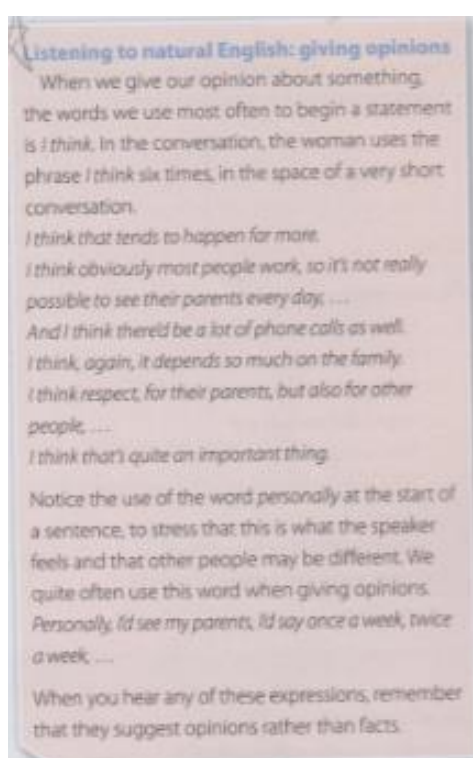 Listening to natural English: giving opinions
When we give our opinion about something,
the words we use most often to begin a statement
is I think. In the conversation, the woman uses the
phrase I think six times, in the space of a very short
conversation.
I think that tends to happen far more.
I think obviously most people work, so it's not really
possible to see their parents every day, ...
And I think there'd be a lot of phone calls as well.
I think, again, it depends so much on the family.
I think respect, for their parents, but also for other
people, ...
I think that's quite an important thing.
Notice the use of the word personally at the start of
a sentence, to stress that this is what the speaker
feels and that other people may be different. We
quite often use this word when giving opinions.
Personally, I'd see my parents, I'd say once a week, twice
a week, ...
When you hear any of these expressions, remember
that they suggest opinions rather than facts.